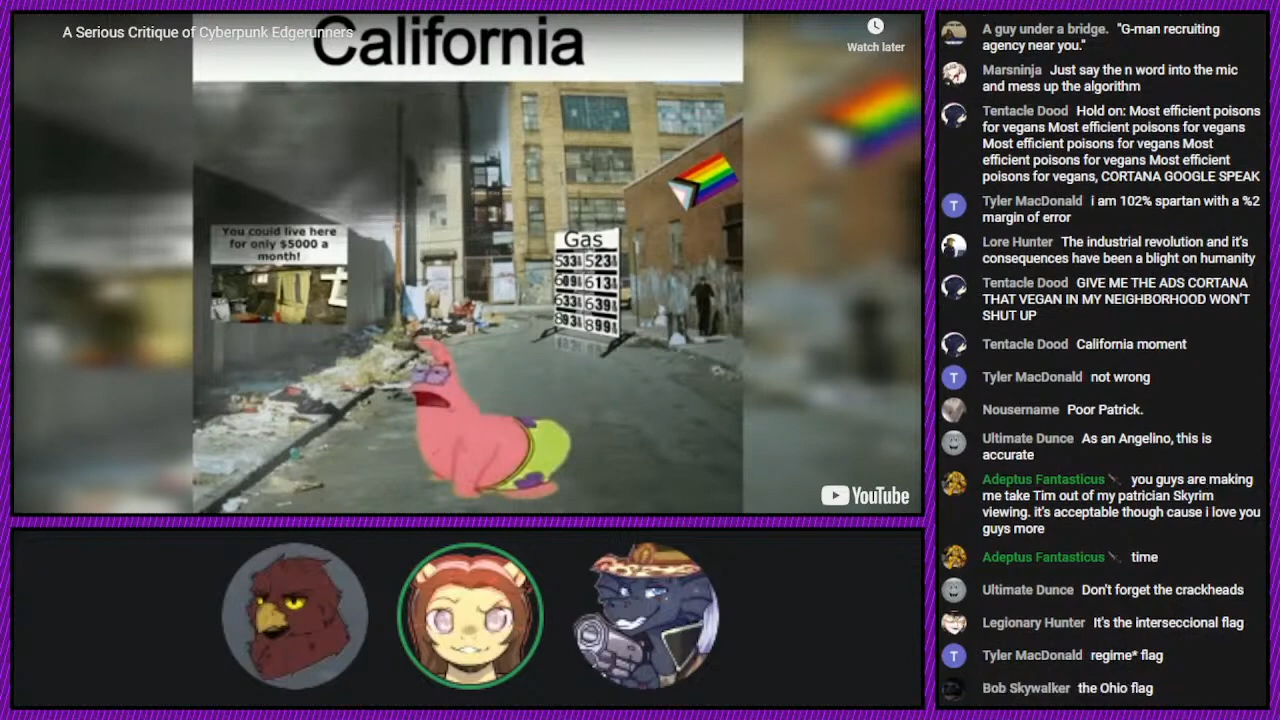 A Serious Critique of Cyberpunk Edgerunners
California
Watch later
You could live here
for only $5000 a
month!
Gas
YouTube
A guy under a bridge. "G-man recruiting
agency near you."
Marsninja Just say the n word into the mic
and mess up the algorithm
Tentacle Dood Hold on: Most efficient poisons
for vegans Most efficient poisons for vegans
Most efficient poisons for vegans Most
efficient poisons for vegans Most efficient
poisons for vegans, CORTANA GOOGLE SPEAK
T Tyler MacDonald i am 102% spartan with a %2
margin of error
Lore Hunter The industrial revolution and it's
consequences have been a blight on humanity
Tentacle Dood GIVE ME THE ADS CORTANA
THAT VEGAN IN MY NEIGHBORHOOD WON'T
SHUT UP
Tentacle Dood California moment
T Tyler MacDonald not wrong
Nousername Poor Patrick.
Ultimate Dunce As an Angelino, this is
accurate
Adeptus Fantasticus you guys are making
me take Tim out of my patrician Skyrim
viewing. it's acceptable though cause i love you
guys more
Adeptus Fantasticus time
Ultimate Dunce Don't forget the crackheads
Legionary Hunter It's the interseccional flag
T Tyler MacDonald regime* flag
Bob Skywalker the Ohio flag